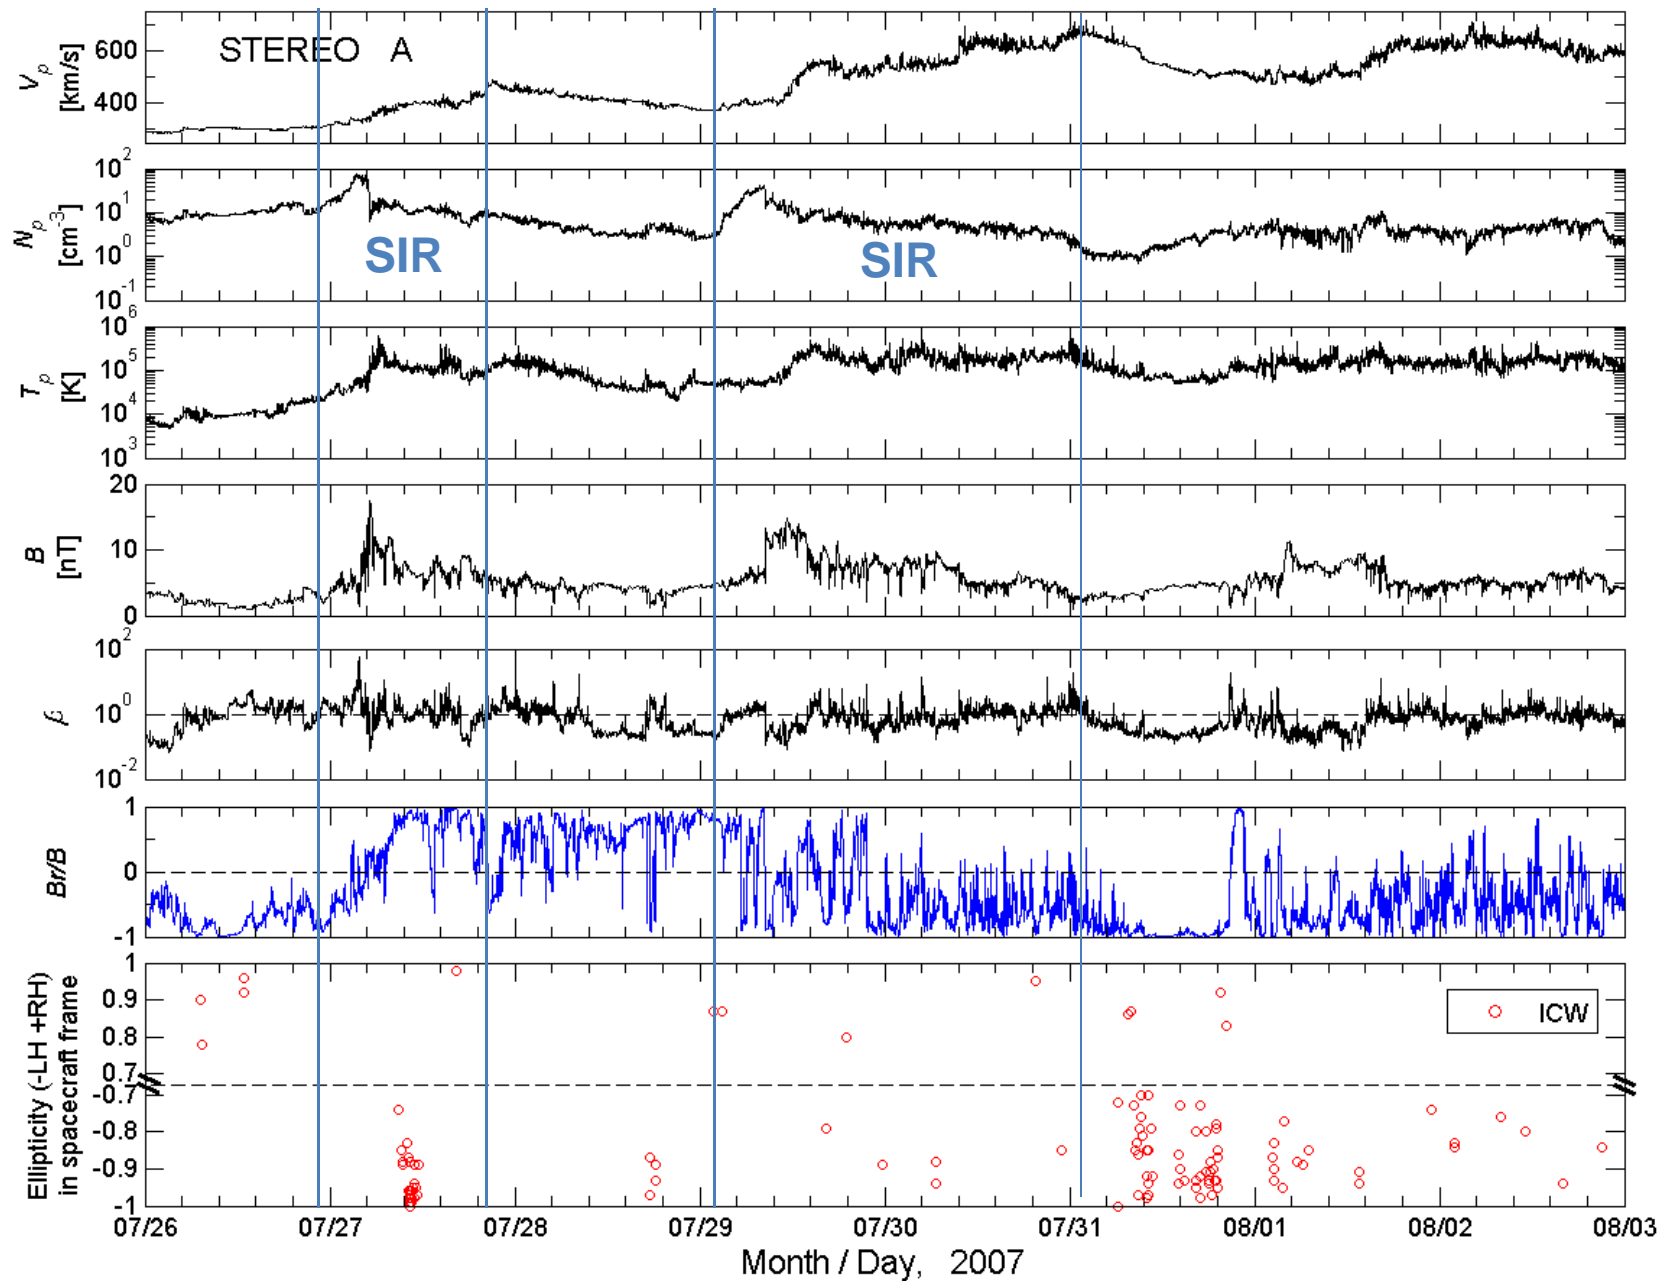 STEREO A
Vp
[km/s]
600
400
Np
[cm-3]
10^2
10^1
10^0
10^-1
SIR
SIR
Tp
[K]
10^6
10^5
10^4
10^3
B
[nT]
20
10
0
β
10^2
10^0
10^-2
Br/B
1
0
-1
Ellipticity (-LH +RH)
in spacecraft frame
1
0.9
0.8
0.7
-0.7
-0.8
-0.9
-1
ICW
07/26 07/27 07/28 07/29 07/30 07/31 08/01 08/02 08/03
Month / Day, 2007